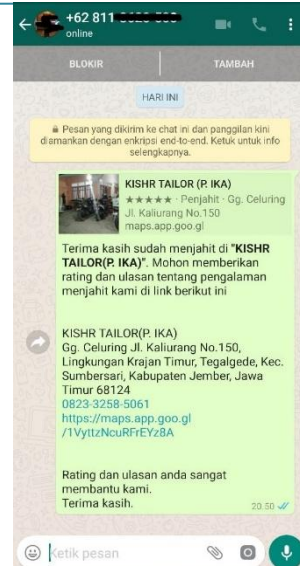 +62 811
online
BLOKIR
TAMBAH
HARI INI
Pesan yang dikirim ke chat ini dan panggilan kini
diamankan dengan enkripsi end-to-end. Ketuk untuk info
selengkapnya.
KISHR TAILOR (P. IKA)
★★★★★ · Penjahit · Gg. Celuring
Jl. Kaliurang No.150
maps.app.goo.gl
Terima kasih sudah menjahit di "KISHR
TAILOR(P. IKA)". Mohon memberikan
rating dan ulasan tentang pengalaman
menjahit kami di link berikut ini
KISHR TAILOR(P. IKA)
Gg. Celuring Jl. Kaliurang No.150,
Lingkungan Krajan Timur, Tegalgede, Kec.
Sumbersari, Kabupaten Jember, Jawa
Timur 68124
0823-3258-5061
https://maps.app.goo.gl
/1VyttzNcuRFrEYz8A
Rating dan ulasan anda sangat
membantu kami.
Terima kasih.
20.50
Ketik pesan